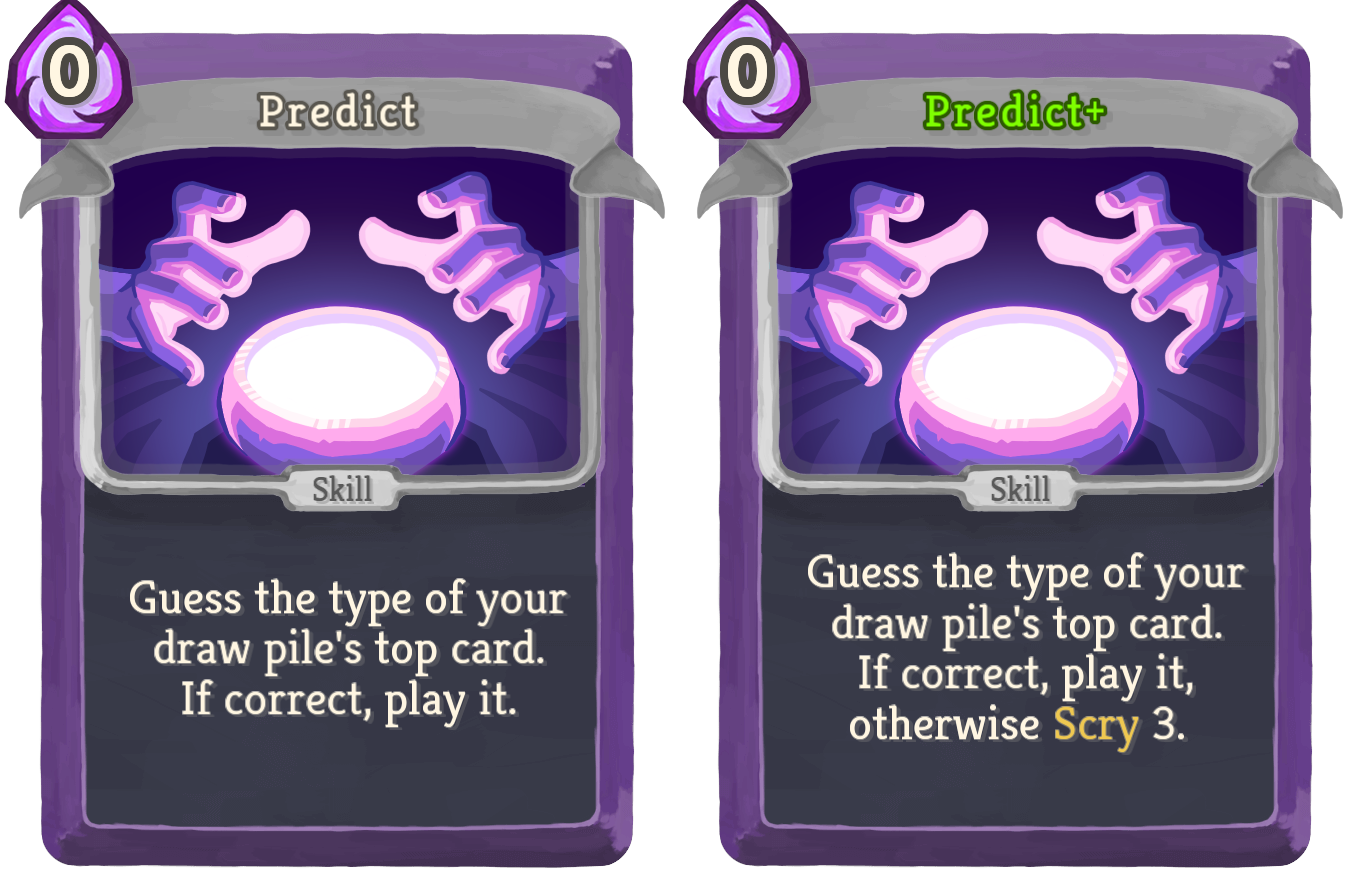 0
Predict
Skill
Guess the type of your
draw pile's top card.
If correct, play it.
0
Predict+
Skill
Guess the type of your
draw pile's top card.
If correct, play it,
otherwise Scry 3.